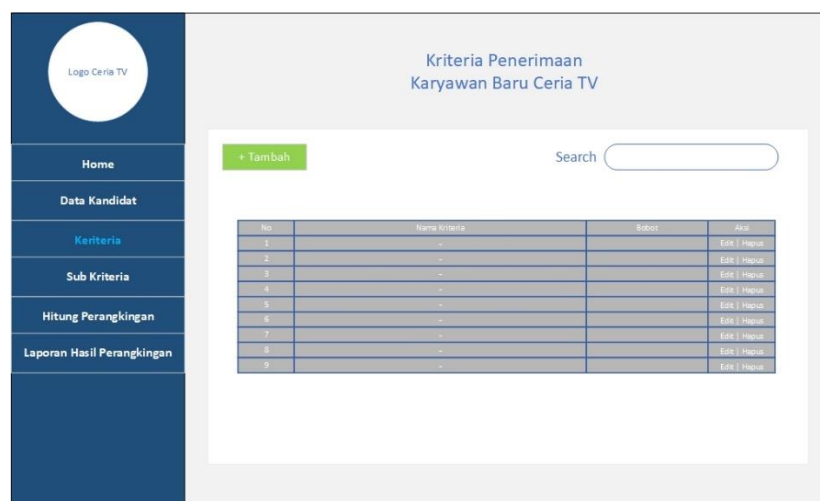 Logo Ceria TV
Kriteria Penerimaan
Karyawan Baru Ceria TV
Home
Data Kandidat
Keriteria
Sub Kriteria
Hitung Perangkingan
Laporan Hasil Perangkingan
+ Tambah
Search
No Nama Kriteria Bobot Aksi
1 - Edit | Hapus
2 - Edit | Hapus
3 - Edit | Hapus
4 - Edit | Hapus
5 - Edit | Hapus
6 - Edit | Hapus
7 - Edit | Hapus
8 - Edit | Hapus
9 - Edit | Hapus